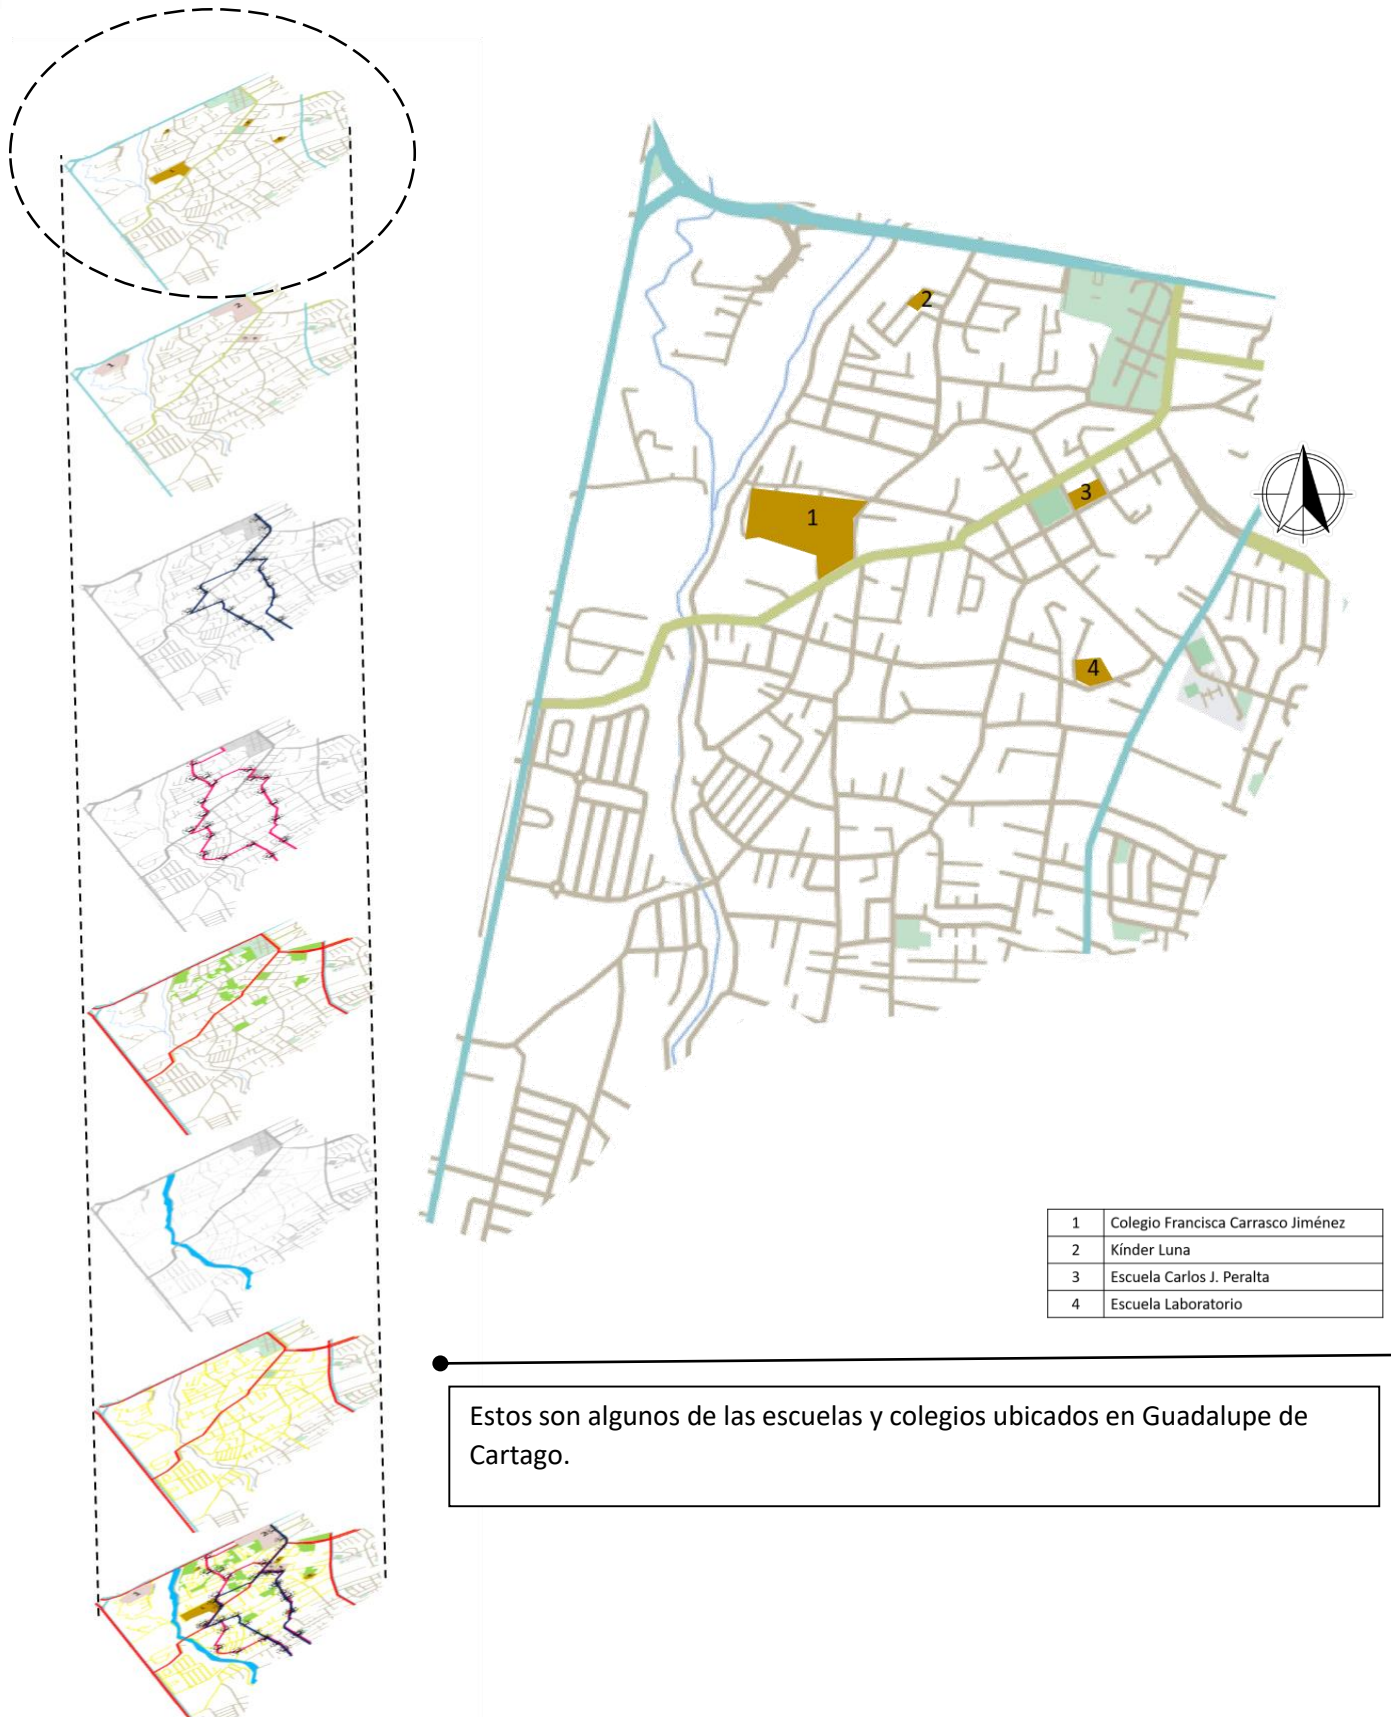 2
1
3
4
1 Colegio Francisca Carrasco Jiménez
2 Kínder Luna
3 Escuela Carlos J. Peralta
4 Escuela Laboratorio
Estos son algunos de las escuelas y colegios ubicados en Guadalupe de
Cartago.